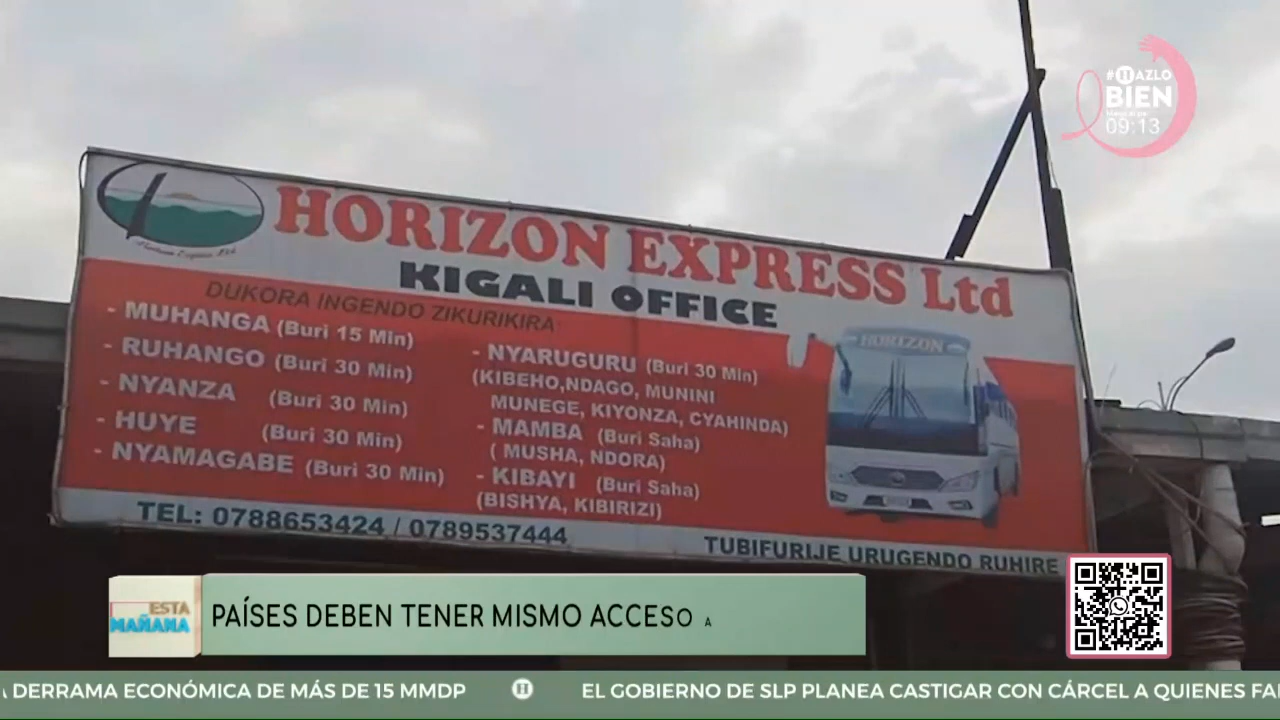 #HAZLO
BIEN
09:13
HORIZON EXPRESS Ltd
KIGALI OFFICE
DUKORA INGENDO ZIKURIKIRA
- MUHANGA (Buri 15 Min)
- RUHANGO (Buri 30 Min)
- NYANZA (Buri 30 Min)
- HUYE (Buri 30 Min)
- NYAMAGABE (Buri 30 Min)
- NYARUGURU (Buri 30 Min)
(KIBEHO,NDAGO, MUNINI
MUNEGE, KIYONZA, CYAHINDA)
- MAMBA (Buri Saha)
( MUSHA, NDORA)
- KIBAYI (Buri Saha)
(BISHYA, KIBIRIZI)
HORIZON
TEL: 0788653424 / 0789537444
TUBIFURIJE URUGENDO RUHIRE
ESTA
MAÑANA
PAÍSES DEBEN TENER MISMO ACCESO A
A DERRAMA ECONÓMICA DE MÁS DE 15 MMDP
EL GOBIERNO DE SLP PLANEA CASTIGAR CON CÁRCEL A QUIENES FA